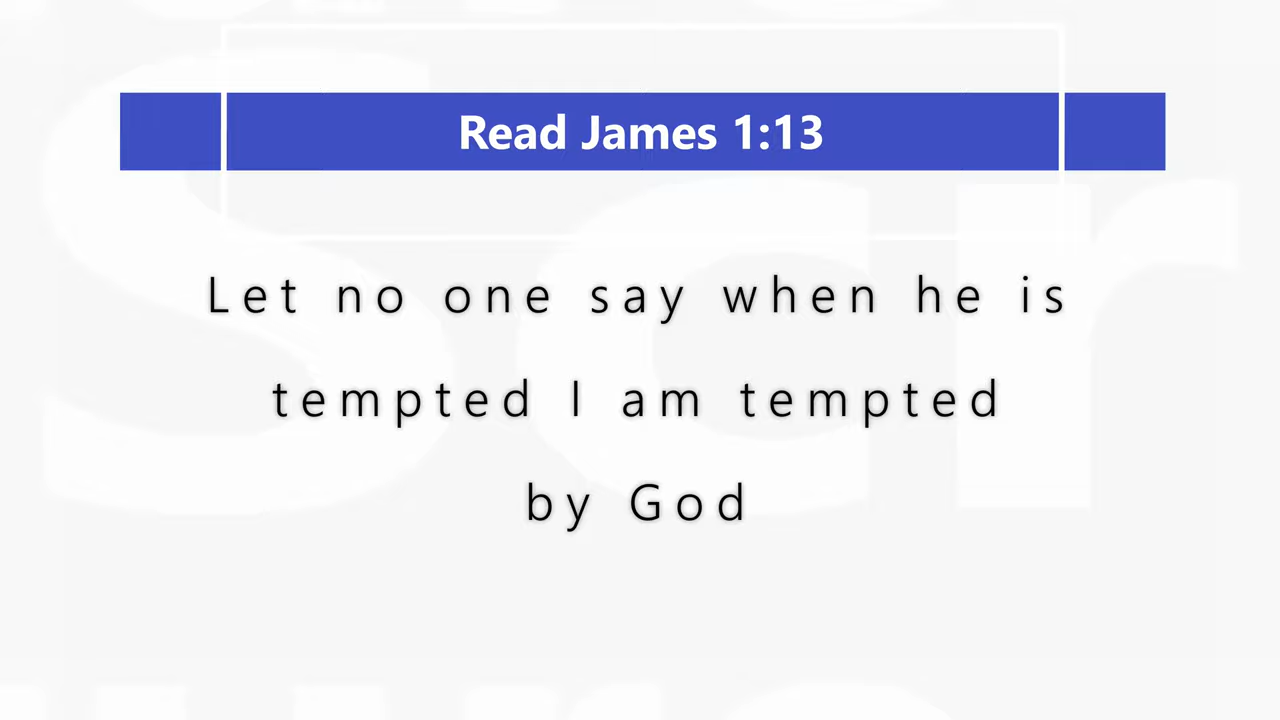 Read James 1:13
Let no one say when he is
tempted I am tempted
by God